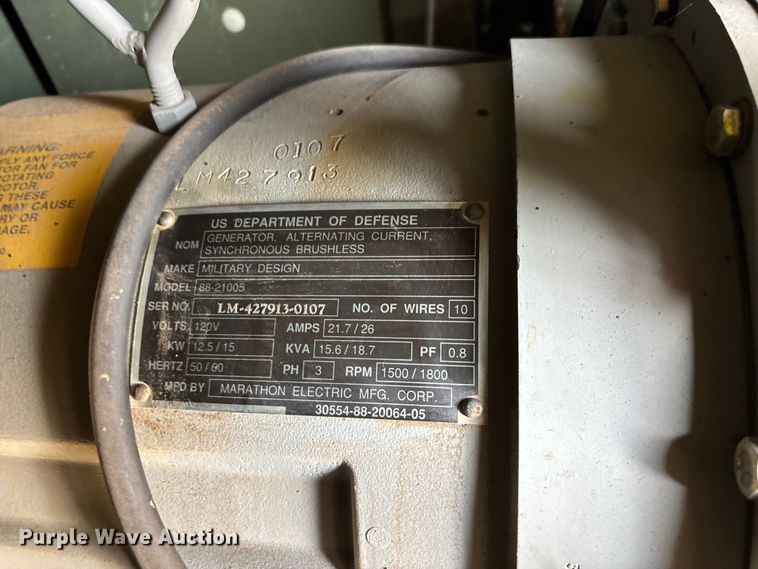 0107
LM427913
WARNING:
PLY ANY FORCE
TOR FAN FOR
ROTATING
ROTOR.
G THESE
MAY CAUSE
RY OR
MAGE.
US DEPARTMENT OF DEFENSE
NOM GENERATOR, ALTERNATING CURRENT,
SYNCHRONOUS BRUSHLESS
MAKE MILITARY DESIGN
MODEL 88-21005
SER NO. LM-427913-0107 NO. OF WIRES 10
VOLTS 120V AMPS 21.7 / 26
KW 12.5 / 15 KVA 15.6 / 18.7 PF 0.8
HERTZ 50 / 60 PH 3 RPM 1500 / 1800
MFD BY MARATHON ELECTRIC MFG. CORP.
30554-88-20064-05
Purple Wave Auction